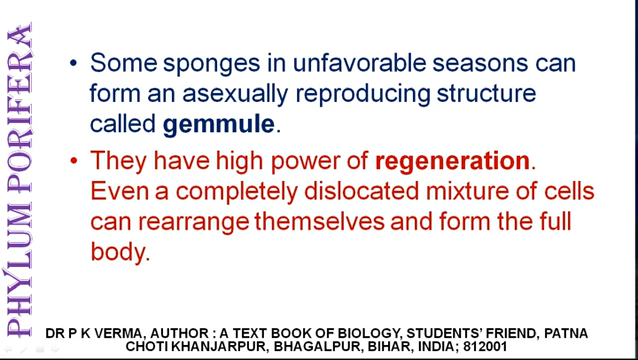 PHYLUM PORIFERA
• Some sponges in unfavorable seasons can
form an asexually reproducing structure
called gemmule.
• They have high power of regeneration.
Even a completely dislocated mixture of cells
can rearrange themselves and form the full
body.
DR P K VERMA, AUTHOR : A TEXT BOOK OF BIOLOGY, STUDENTS' FRIEND, PATNA
CHOTI KHANJARPUR, BHAGALPUR, BIHAR, INDIA; 812001